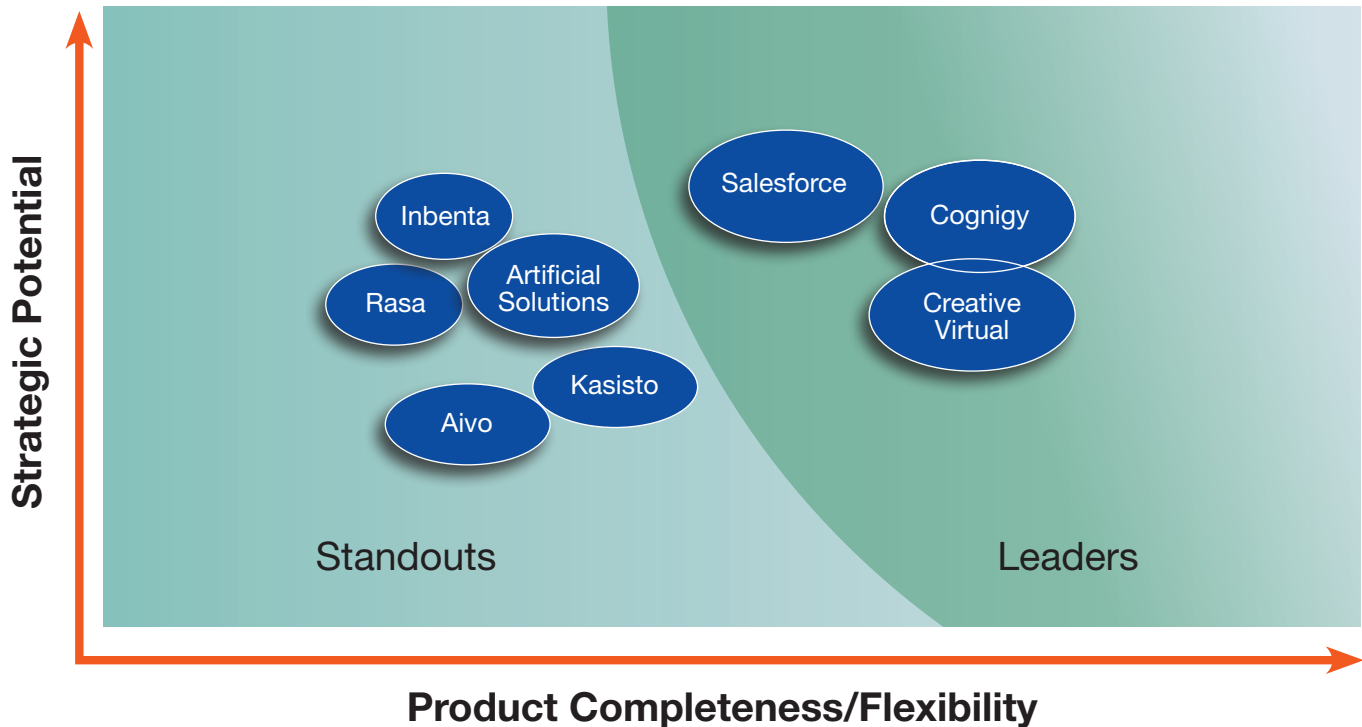 Strategic Potential
Salesforce
Inbenta
Cognigy
Artificial
Solutions
Rasa
Creative
Virtual
Kasisto
Aivo
Standouts
Leaders
Product Completeness/Flexibility